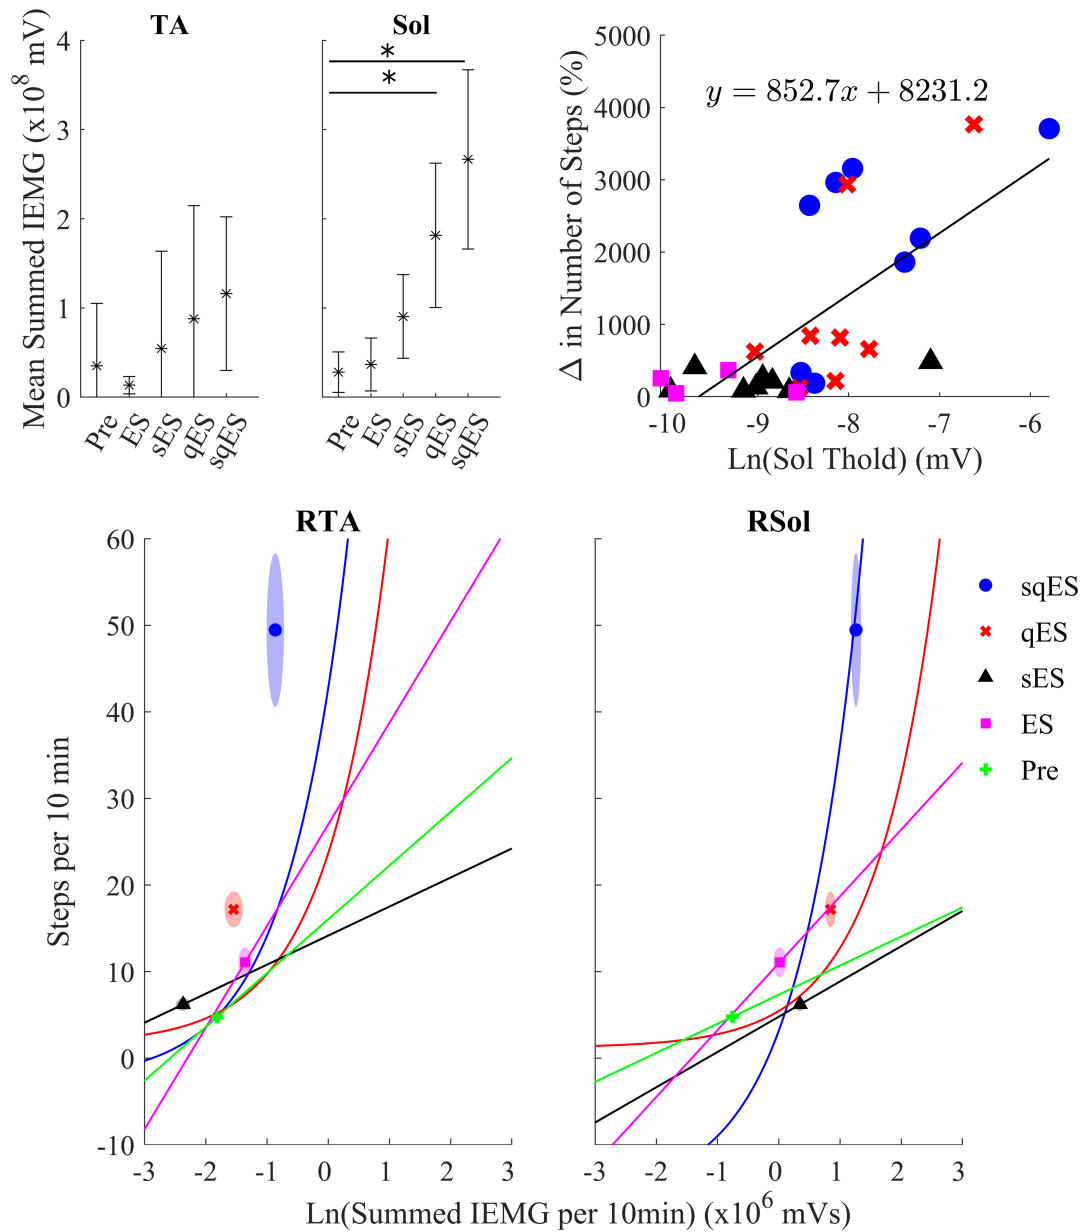 TA
Sol
Mean Summed IEMG (x10⁸ mV)
4
3
2
1
0
*
*
Pre
ES
sES
qES
sqES
Pre
ES
sES
qES
sqES
Δ in Number of Steps (%)
5000
4000
3000
2000
1000
0
y = 852.7x + 8231.2
-10 -9 -8 -7 -6
Ln(Sol Thold) (mV)
RTA
RSol
Steps per 10 min
60
50
40
30
20
10
0
-10
-3 -2 -1 0 1 2 3
-3 -2 -1 0 1 2 3
Ln(Summed IEMG per 10min) (x10⁶ mVs)
sqES
qES
sES
ES
Pre